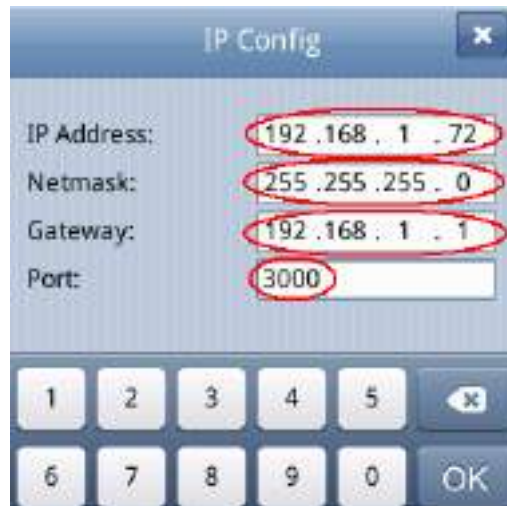 IP Config
IP Address: 192 .168 . 1 . 72
Netmask: 255 .255 .255 . 0
Gateway: 192 .168 . 1 . 1
Port: 3000
1 2 3 4 5
6 7 8 9 0 OK